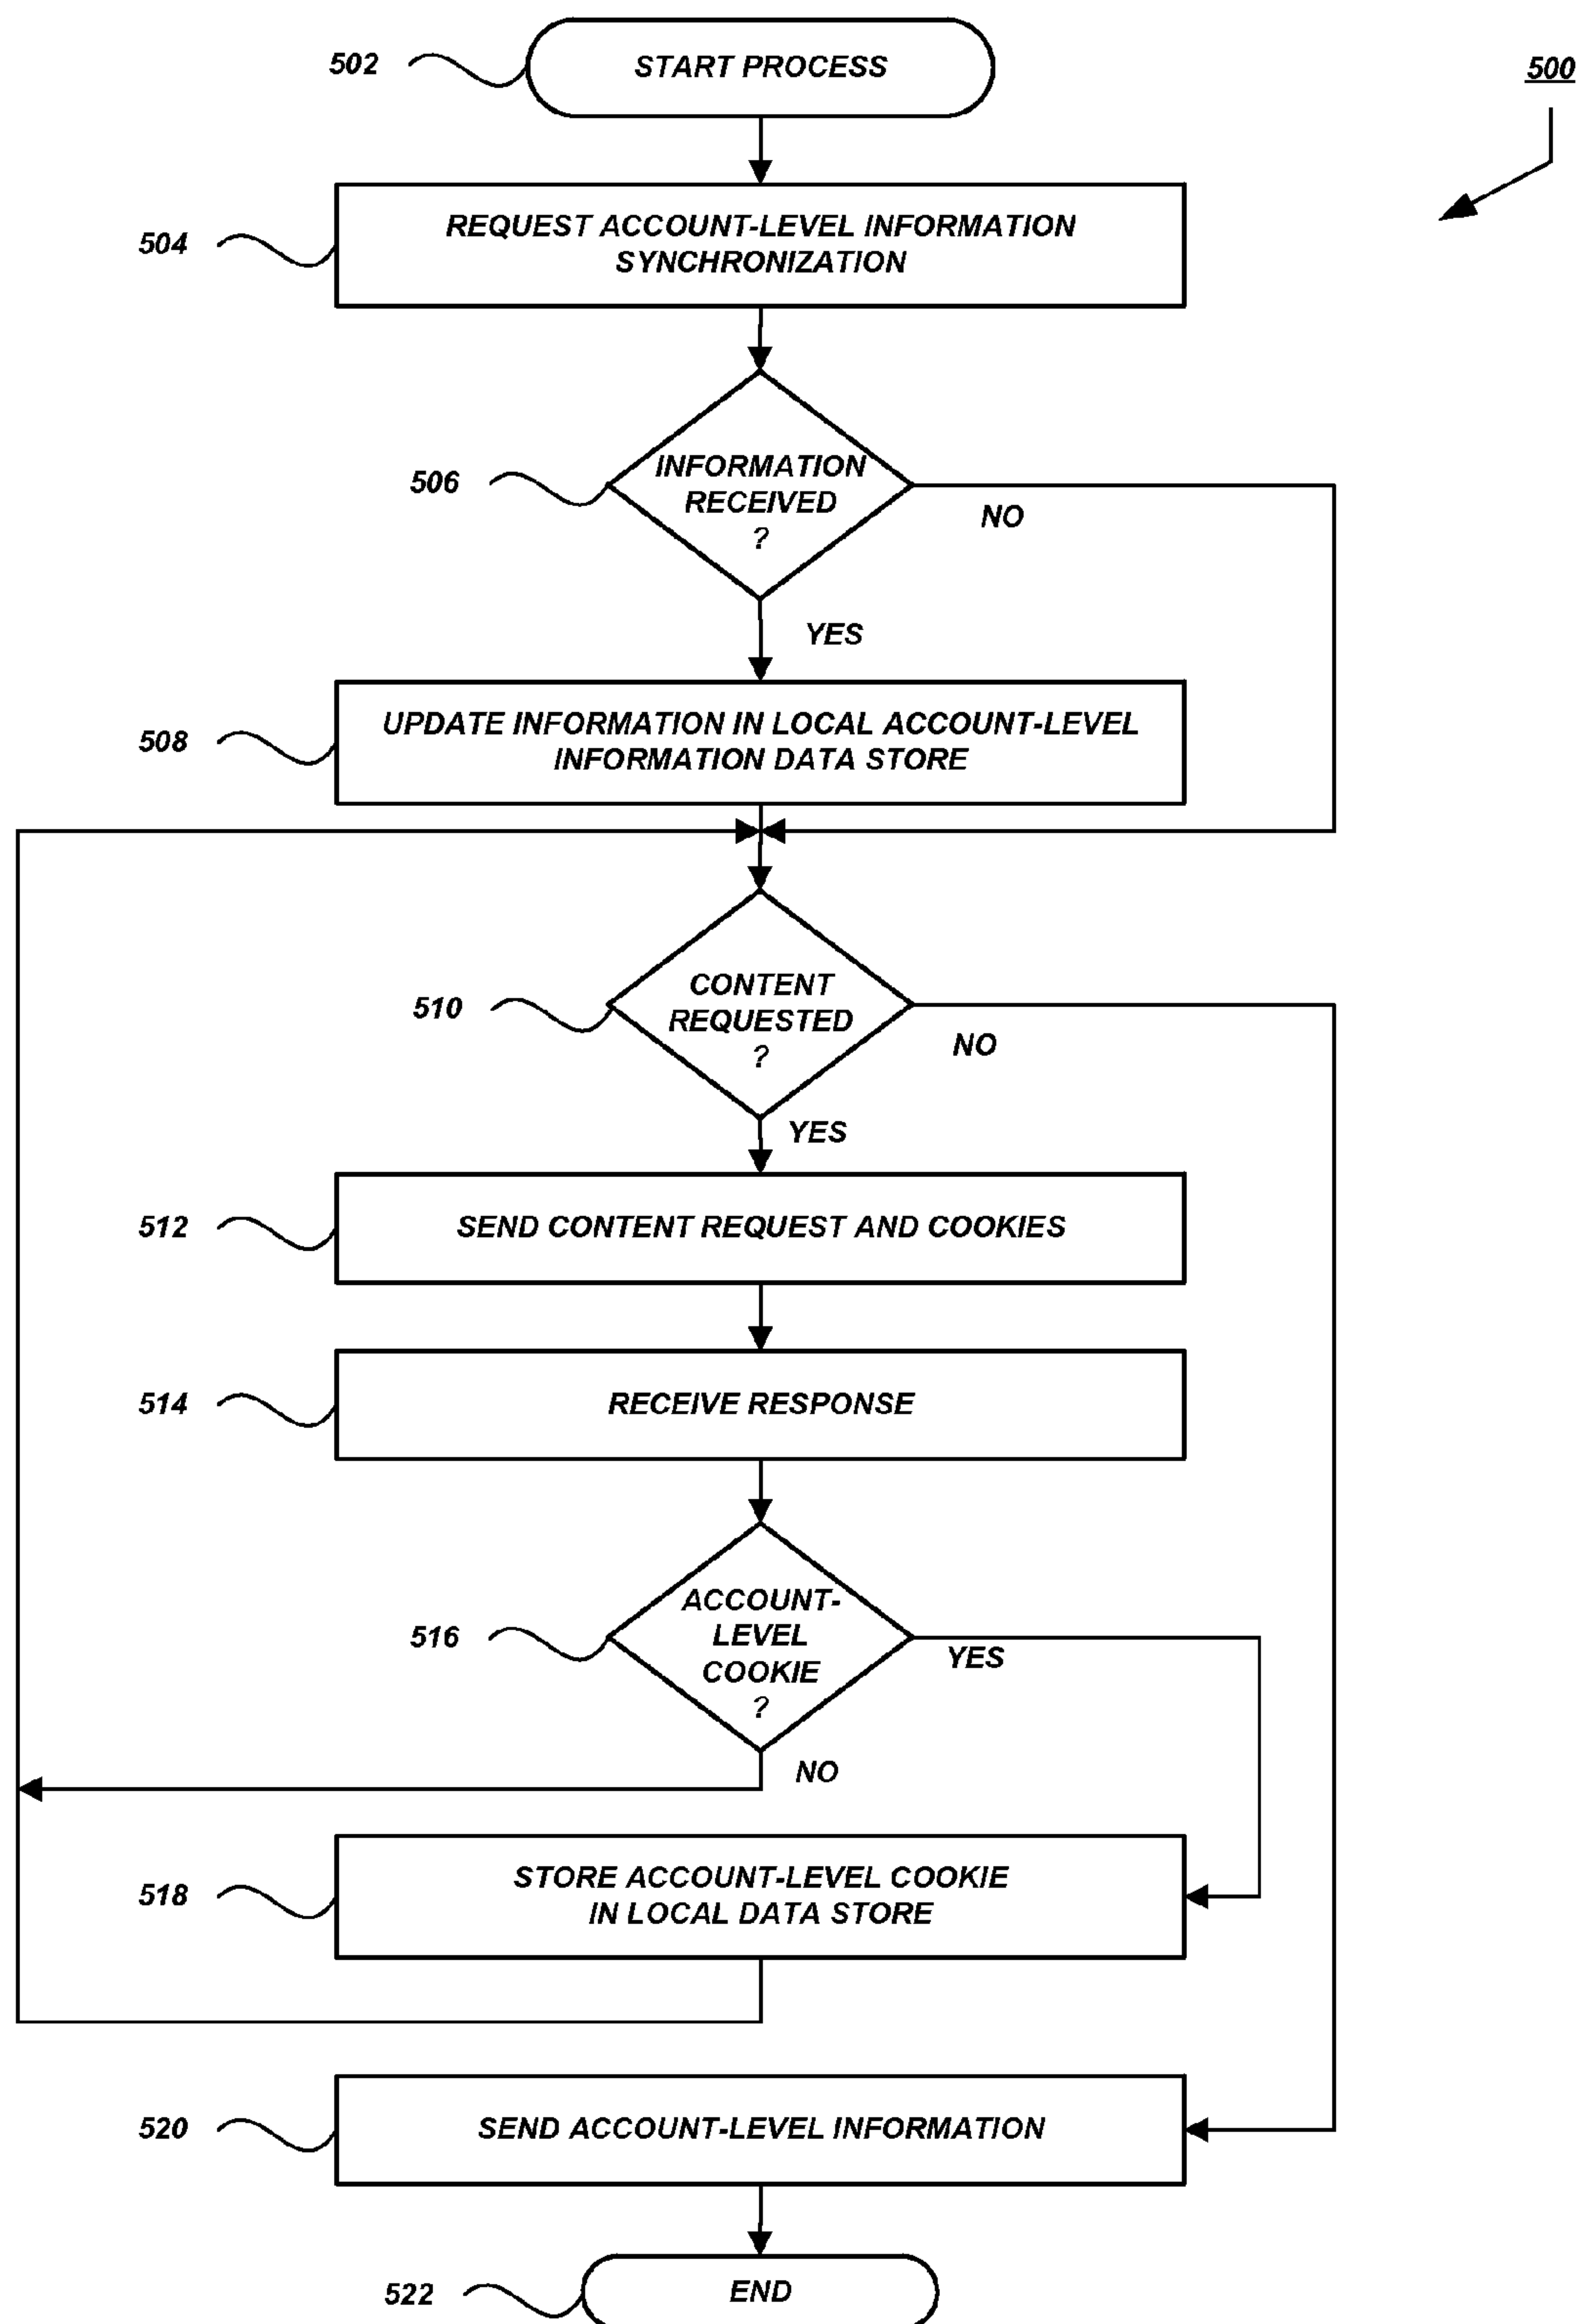 502
START PROCESS
500
504
REQUEST ACCOUNT-LEVEL INFORMATION
SYNCHRONIZATION
506
INFORMATION
RECEIVED
?
NO
YES
508
UPDATE INFORMATION IN LOCAL ACCOUNT-LEVEL
INFORMATION DATA STORE
510
CONTENT
REQUESTED
?
NO
YES
512
SEND CONTENT REQUEST AND COOKIES
514
RECEIVE RESPONSE
516
ACCOUNT-
LEVEL
COOKIE
?
YES
NO
518
STORE ACCOUNT-LEVEL COOKIE
IN LOCAL DATA STORE
520
SEND ACCOUNT-LEVEL INFORMATION
522
END